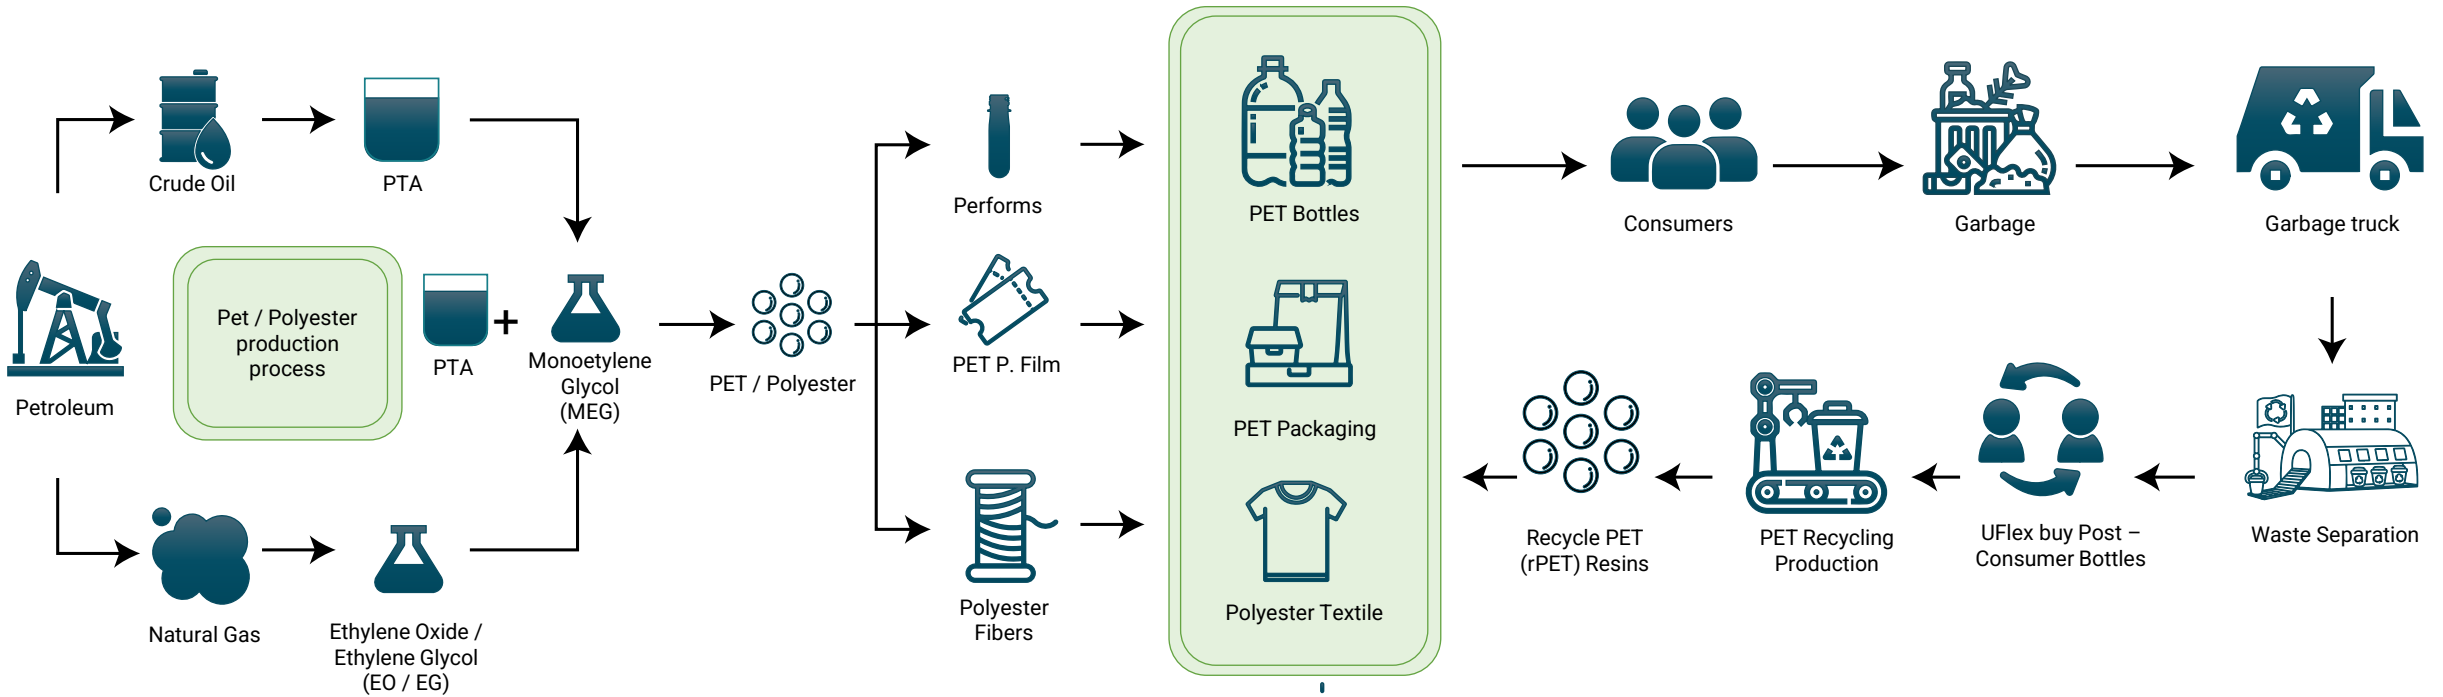 Crude Oil
PTA
Petroleum
Pet / Polyester
production
process
PTA
+
Monoetylene
Glycol
(MEG)
Natural Gas
Ethylene Oxide /
Ethylene Glycol
(EO / EG)
PET / Polyester
Performs
PET P. Film
Polyester
Fibers
PET Bottles
PET Packaging
Polyester Textile
Consumers
Garbage
Garbage truck
Waste Separation
UFlex buy Post –
Consumer Bottles
PET Recycling
Production
Recycle PET
(rPET) Resins